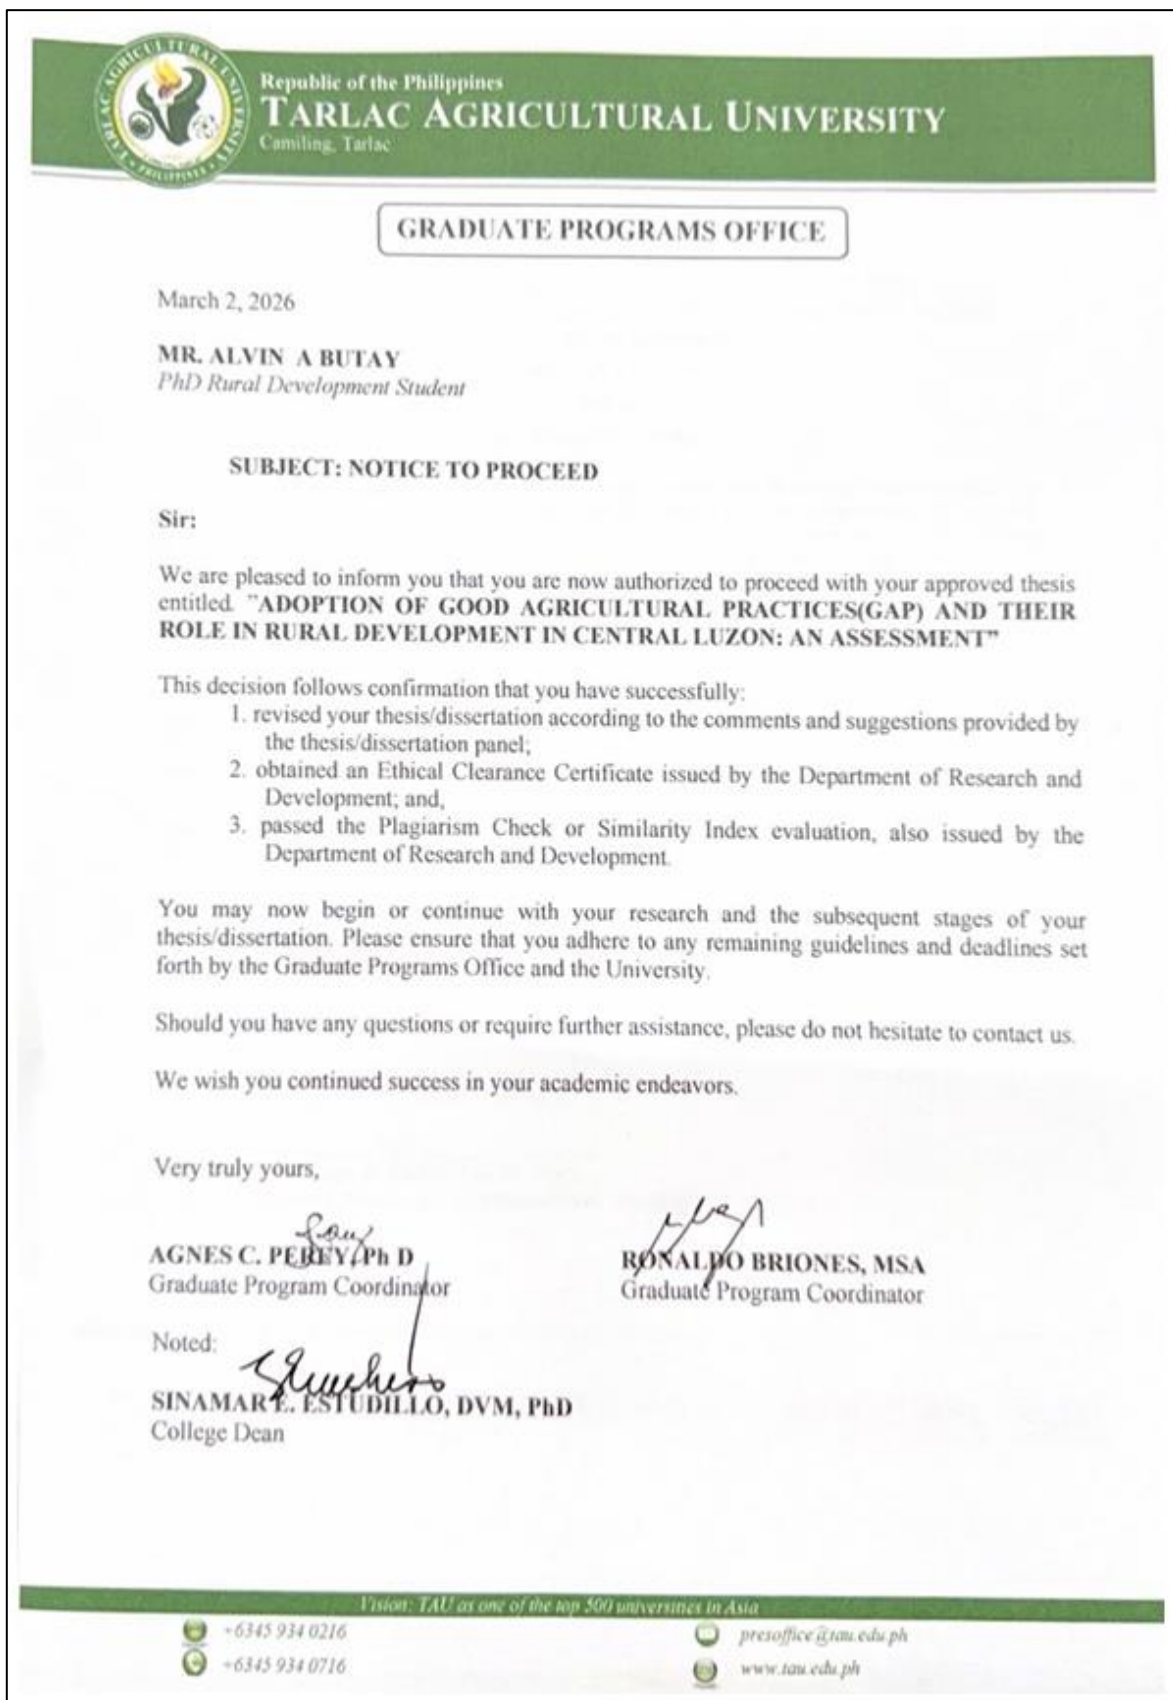 TARLAC AGRICULTURAL UNIVERSITY
PHILIPPINES
Republic of the Philippines
TARLAC AGRICULTURAL UNIVERSITY
Camiling, Tarlac
GRADUATE PROGRAMS OFFICE
March 2, 2026
MR. ALVIN A BUTAY
PhD Rural Development Student
SUBJECT: NOTICE TO PROCEED
Sir:
We are pleased to inform you that you are now authorized to proceed with your approved thesis
entitled "ADOPTION OF GOOD AGRICULTURAL PRACTICES(GAP) AND THEIR
ROLE IN RURAL DEVELOPMENT IN CENTRAL LUZON: AN ASSESSMENT"
This decision follows confirmation that you have successfully:
1. revised your thesis/dissertation according to the comments and suggestions provided by
the thesis/dissertation panel;
2. obtained an Ethical Clearance Certificate issued by the Department of Research and
Development; and,
3. passed the Plagiarism Check or Similarity Index evaluation, also issued by the
Department of Research and Development.
You may now begin or continue with your research and the subsequent stages of your
thesis/dissertation. Please ensure that you adhere to any remaining guidelines and deadlines set
forth by the Graduate Programs Office and the University.
Should you have any questions or require further assistance, please do not hesitate to contact us.
We wish you continued success in your academic endeavors.
Very truly yours,
AGNES C. PEREY, Ph D
Graduate Program Coordinator
RONALDO BRIONES, MSA
Graduate Program Coordinator
Noted:
SINAMAR E. ESTUDILLO, DVM, PhD
College Dean
Vision: TAU as one of the top 500 universities in Asia
+6345 934 0216
presoffice@tau.edu.ph
+6345 934 0716
www.tau.edu.ph